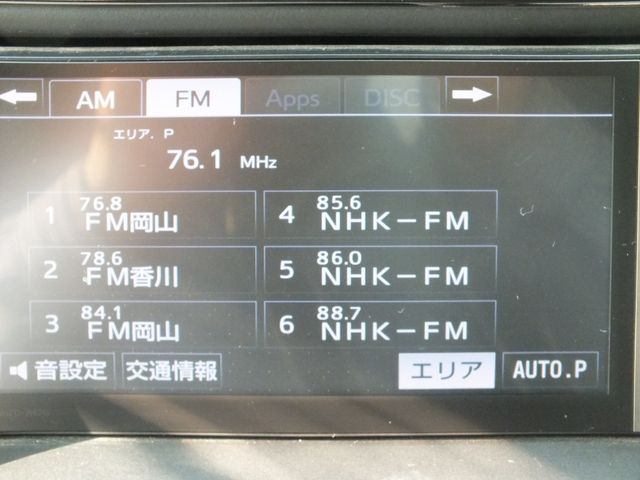 AM FM Apps DISC
エリア. P
76.1 MHz
1 76.8 FM岡山
4 85.6 NHK-FM
2 78.6 FM香川
5 86.0 NHK-FM
3 84.1 FM岡山
6 88.7 NHK-FM
音設定 交通情報 エリア AUTO.P